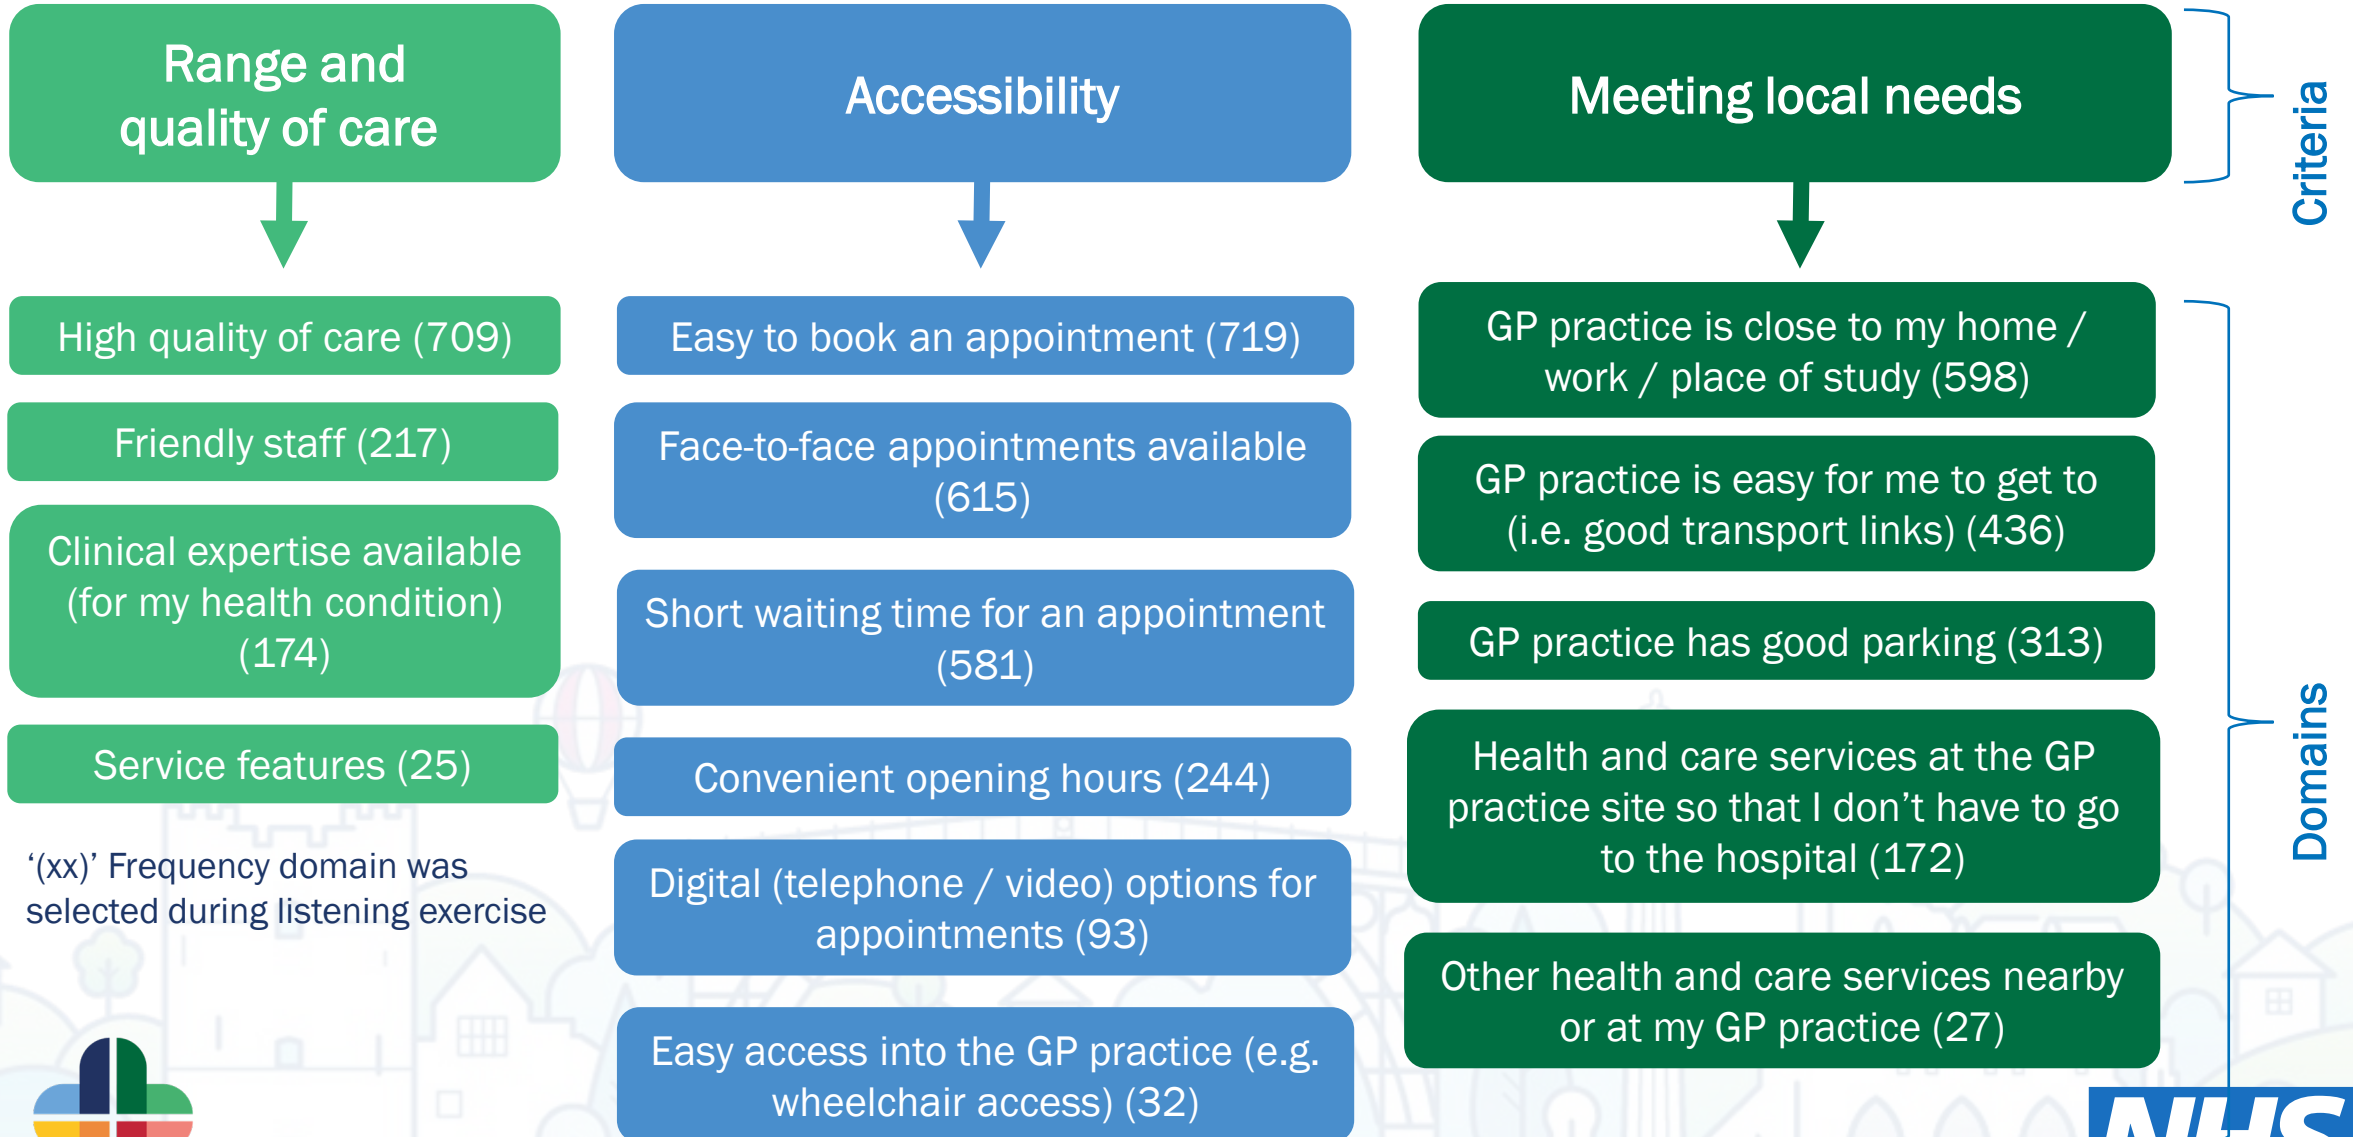 Range and
quality of care
High quality of care (709)
Friendly staff (217)
Clinical expertise available
(for my health condition)
(174)
Service features (25)
‘(xx)’ Frequency domain was
selected during listening exercise
Accessibility
Easy to book an appointment (719)
Face-to-face appointments available
(615)
Short waiting time for an appointment
(581)
Convenient opening hours (244)
Digital (telephone / video) options for
appointments (93)
Easy access into the GP practice (e.g.
wheelchair access) (32)
Meeting local needs
GP practice is close to my home /
work / place of study (598)
GP practice is easy for me to get to
(i.e. good transport links) (436)
GP practice has good parking (313)
Health and care services at the GP
practice site so that I don’t have to go
to the hospital (172)
Other health and care services nearby
or at my GP practice (27)
Criteria
Domains
NHS